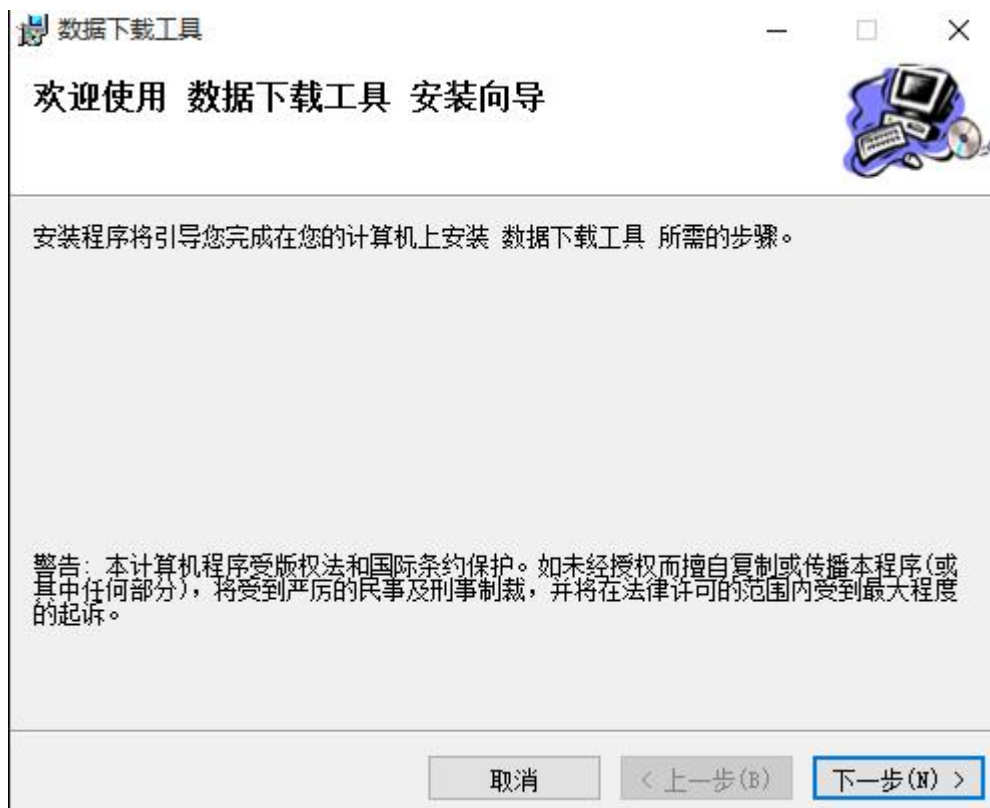 数据下载工具
欢迎使用 数据下载工具 安装向导
安装程序将引导您完成在您的计算机上安装 数据下载工具 所需的步骤。
警告: 本计算机程序受版权法和国际条约保护。如未经授权而擅自复制或传播本程序(或
其中任何部分)，将受到严厉的民事及刑事制裁，并将在法律许可的范围内受到最大程度
的起诉。
取消 < 上一步(B) 下一步(N) >